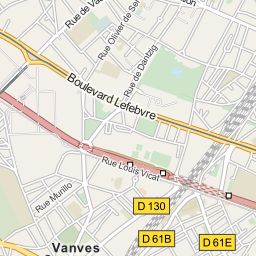 Rue de Va
Rue Olivier de Ser
Rue de Dantzig
Boulevard Lefebvre
Rue Louis Vicat
Rue Murillo
D 130
D 61B
D 61E
Vanves